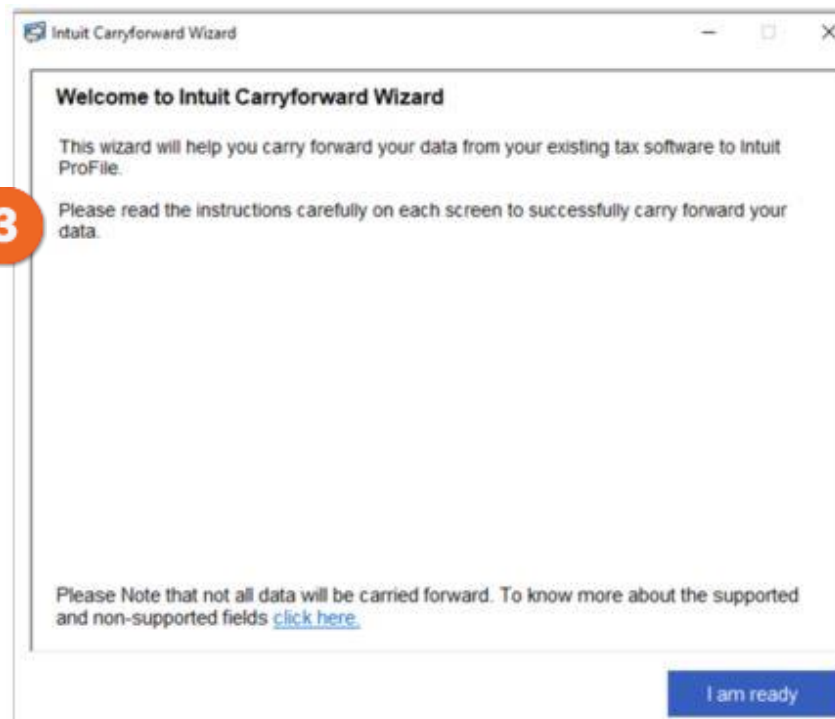 Intuit Carryforward Wizard
Welcome to Intuit Carryforward Wizard
This wizard will help you carry forward your data from your existing tax software to Intuit
ProFile.
3
Please read the instructions carefully on each screen to successfully carry forward your
data.
Please Note that not all data will be carried forward. To know more about the supported
and non-supported fields click here.
I am ready